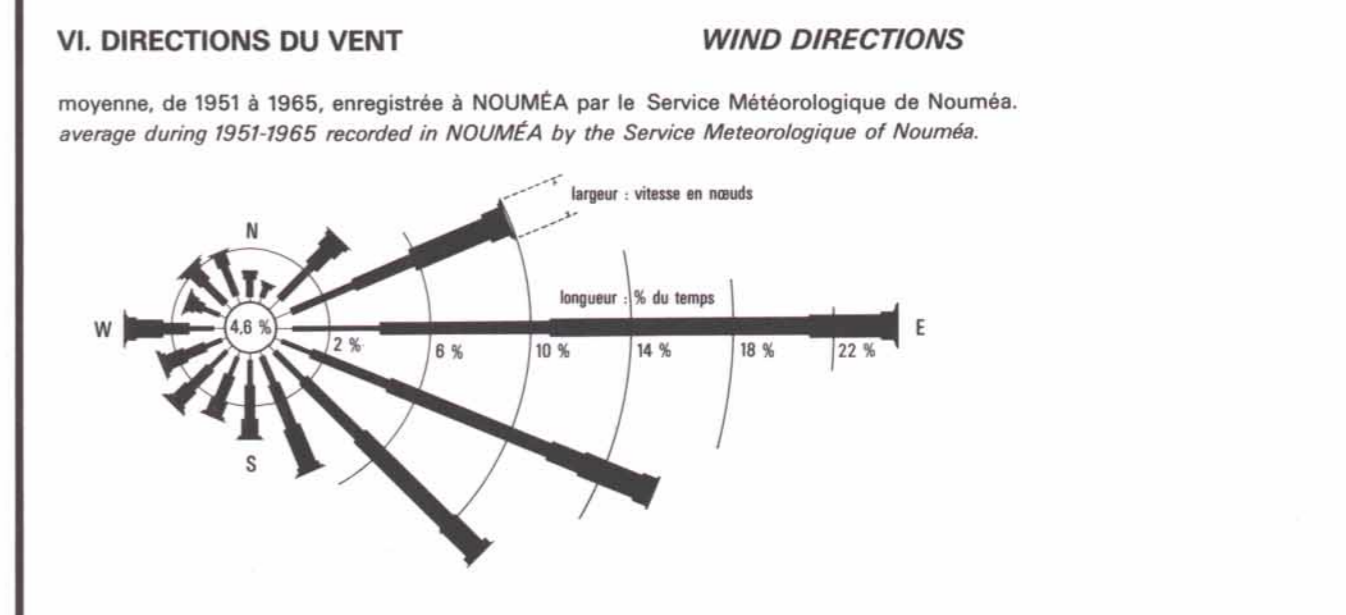 VI. DIRECTIONS DU VENT
WIND DIRECTIONS
moyenne, de 1951 à 1965, enregistrée à NOUMÉA par le Service Météorologique de Nouméa.
average during 1951-1965 recorded in NOUMÉA by the Service Meteorologique of Nouméa.
largeur : vitesse en nœuds
N
longueur : % du temps
W
4,6 %
E
2 %
6 %
10 %
14 %
18 %
22 %
S